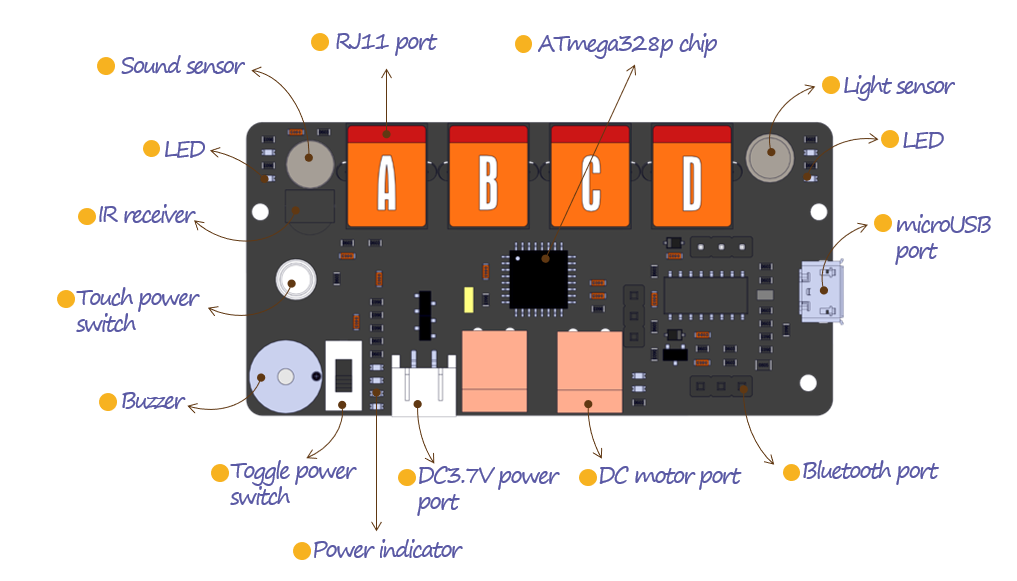 RJ11 port
ATmega328p chip
Sound sensor
Light sensor
LED
LED
A
B
C
D
IR receiver
microUSB
port
Touch power
switch
Buzzer
Toggle power
switch
DC3.7V power
port
DC motor port
Bluetooth port
Power indicator